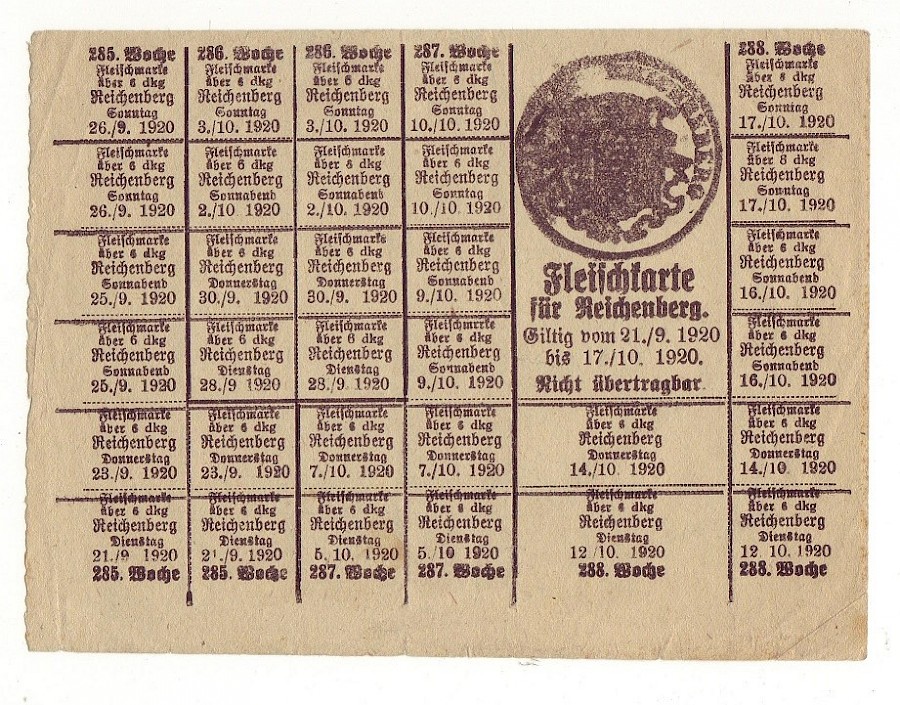 285. Woche
Fleischmarke
über 6 dkg
Reichenberg
Sonntag
26./9. 1920
Fleischmarke
über 6 dkg
Reichenberg
Sonntag
26./9. 1920
Fleischmarke
über 6 dkg
Reichenberg
Sonnabend
25./9. 1920
Fleischmarke
über 6 dkg
Reichenberg
Sonnabend
25./9. 1920
Fleischmarke
über 6 dkg
Reichenberg
Donnerstag
23./9. 1920
Fleischmarke
über 6 dkg
Reichenberg
Dienstag
21./9 1920
285. Woche
286. Woche
Fleischmarke
über 6 dkg
Reichenberg
Sonntag
3./10. 1920
Fleischmarke
über 6 dkg
Reichenberg
Sonnabend
2./10. 1920
Fleischmarke
über 6 dkg
Reichenberg
Donnerstag
30./9. 1920
Fleischmarke
über 6 dkg
Reichenberg
Dienstag
28./9 1920
Fleischmarke
über 6 dkg
Reichenberg
Donnerstag
23./9. 1920
Fleischmarke
über 6 dkg
Reichenberg
Dienstag
21./9. 1920
285. Woche
286. Woche
Fleischmarke
über 6 dkg
Reichenberg
Sonntag
3./10. 1920
Fleischmarke
über 6 dkg
Reichenberg
Sonnabend
2./10. 1920
Fleischmarke
über 6 dkg
Reichenberg
Donnerstag
30./9. 1920
Fleischmarke
über 6 dkg
Reichenberg
Dienstag
28./9. 1920
Fleischmarke
über 6 dkg
Reichenberg
Donnerstag
7./10. 1920
Fleischmarke
über 6 dkg
Reichenberg
Dienstag
5. 10. 1920
287. Woche
287. Woche
Fleischmarke
über 6 dkg
Reichenberg
Sonntag
10./10. 1920
Fleischmarke
über 6 dkg
Reichenberg
Sonntag
10./10. 1920
Fleischmarke
über 6 dkg
Reichenberg
Sonnabend
9./10. 1920
Fleischmarke
über 6 dkg
Reichenberg
Sonnabend
9./10. 1920
Fleischmarke
über 6 dkg
Reichenberg
Donnerstag
7./10. 1920
Fleischmarke
über 6 dkg
Reichenberg
Dienstag
5./10 1920
287. Woche
Fleischkarte
für Reichenberg.
Giltig vom 21./9. 1920
bis 17./10. 1920.
Nicht übertragbar.
Fleischmarke
über 6 dkg
Reichenberg
Donnerstag
14./10. 1920
Fleischmarke
über 6 dkg
Reichenberg
Dienstag
12./10. 1920
288. Woche
288. Woche
Fleischmarke
über 6 dkg
Reichenberg
Sonntag
17./10. 1920
Fleischmarke
über 8 dkg
Reichenberg
Sonntag
17./10. 1920
Fleischmarke
über 6 dkg
Reichenberg
Sonnabend
16./10. 1920
Fleischmarke
über 6 dkg
Reichenberg
Sonnabend
16./10. 1920
Fleischmarke
über 6 dkg
Reichenberg
Donnerstag
14./10. 1920
Fleischmarke
über 6 dkg
Reichenberg
Dienstag
12. 10. 1920
288. Woche